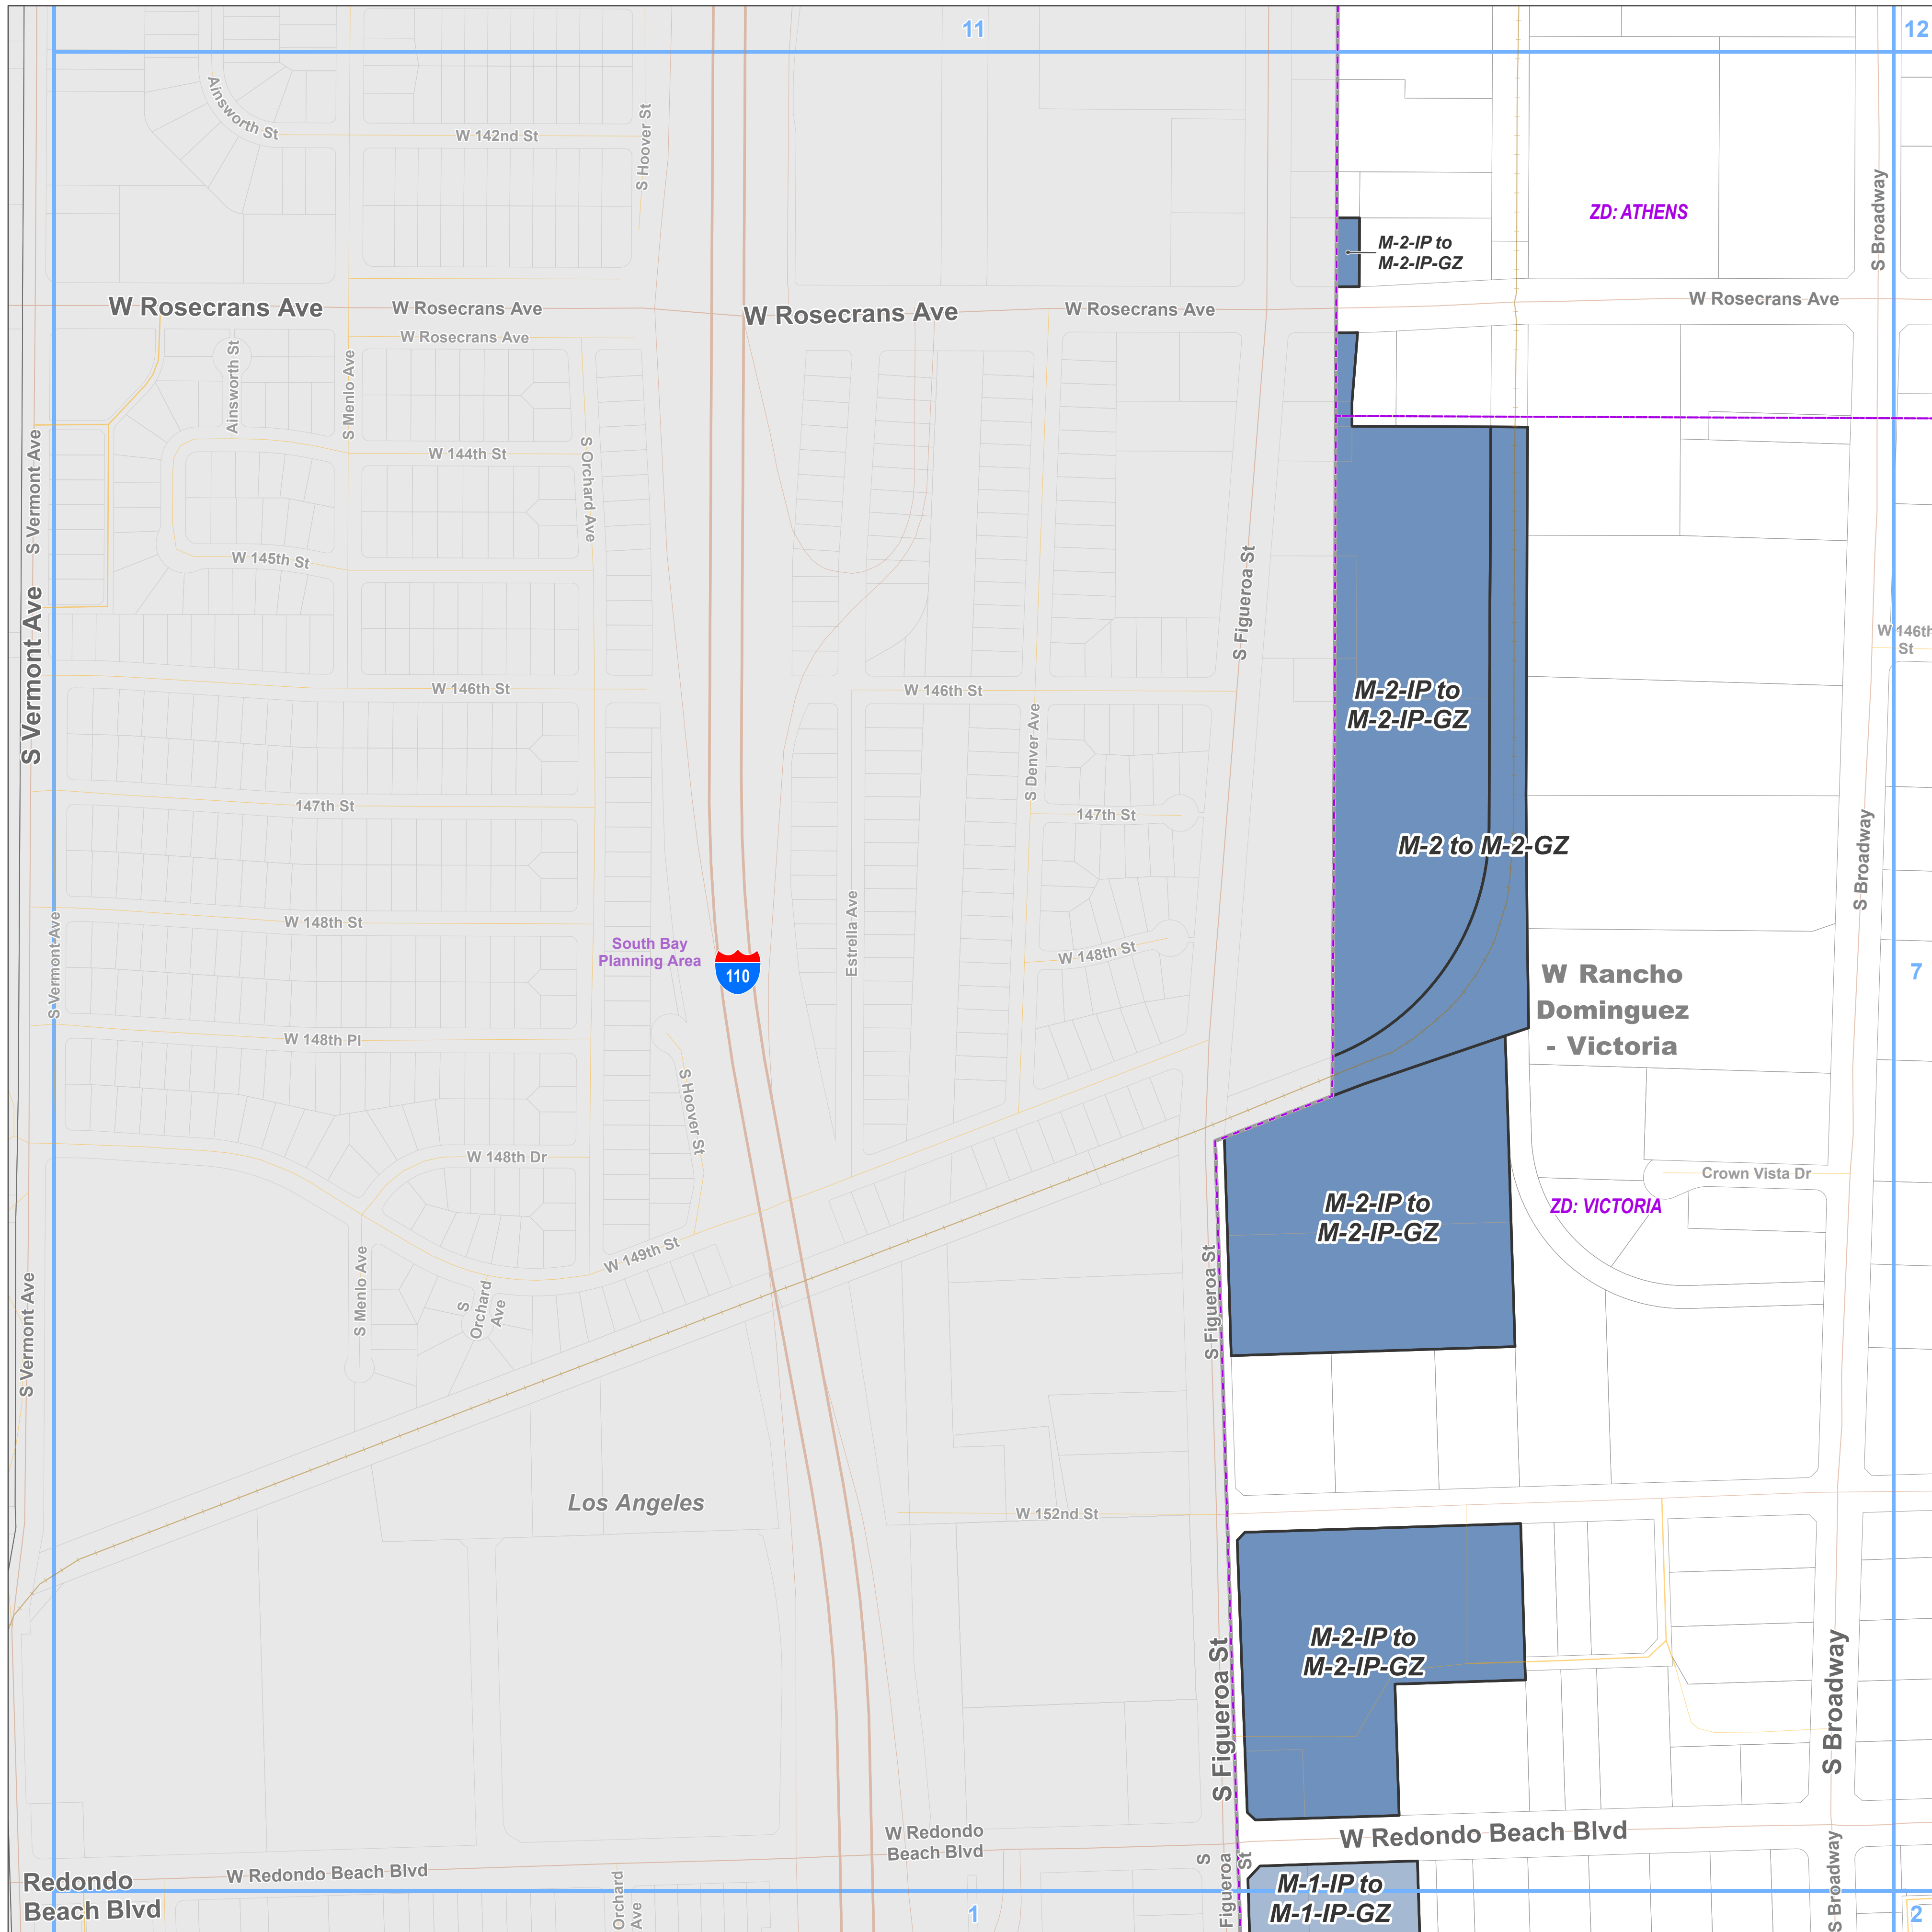 11
12
Ainsworth St
W 142nd St
S Hoover St
S Broadway
ZD: ATHENS
M-2-IP to
M-2-IP-GZ
W Rosecrans Ave
W Rosecrans Ave
W Rosecrans Ave
W Rosecrans Ave
W Rosecrans Ave
W Rosecrans Ave
Ainsworth St
S Menlo Ave
S Vermont Ave
W 144th St
S Orchard Ave
W 145th St
S Figueroa St
S Vermont Ave
W 146th
St
W 146th St
W 146th St
M-2-IP to
M-2-IP-GZ
S Denver Ave
147th St
147th St
M-2 to M-2-GZ
S Broadway
W 148th St
S Vermont Ave
Estrella Ave
W 148th St
South Bay
Planning Area
110
W Rancho
Dominguez
- Victoria
7
W 148th Pl
S Hoover St
W 148th Dr
Crown Vista Dr
M-2-IP to
M-2-IP-GZ
ZD: VICTORIA
W 149th St
S Menlo Ave
S
Orchard
Ave
S Vermont Ave
S Figueroa St
Los Angeles
W 152nd St
M-2-IP to
M-2-IP-GZ
S Figueroa St
S Broadway
W Redondo
Beach Blvd
W Redondo Beach Blvd
W Redondo Beach Blvd
Redondo
Beach Blvd
Orchard
Ave
S
Figueroa
St
M-1-IP to
M-1-IP-GZ
S Broadway
1
2